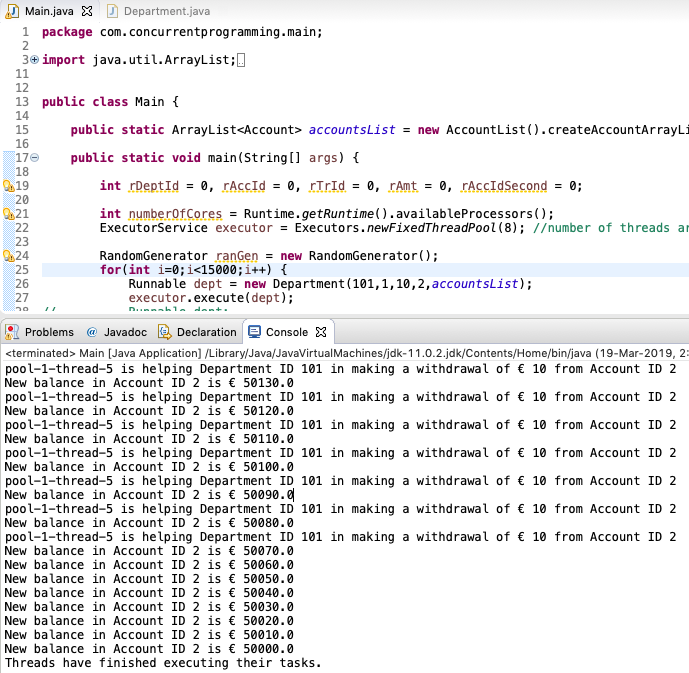 Main.java Department.java
1 package com.concurrentprogramming.main;
2
3 import java.util.ArrayList;
11
12
13 public class Main {
14
15 public static ArrayList<Account> accountsList = new AccountList().createAccountArrayLi
16
17 public static void main(String[] args) {
18
19 int rDeptId = 0, rAccId = 0, rTrId = 0, rAmt = 0, rAccIdSecond = 0;
20
21 int numberOfCores = Runtime.getRuntime().availableProcessors();
22 ExecutorService executor = Executors.newFixedThreadPool(8); //number of threads ar
23
24 RandomGenerator ranGen = new RandomGenerator();
25 for(int i=0;i<15000;i++) {
26 Runnable dept = new Department(101,1,10,2,accountsList);
27 executor.execute(dept);
28 // Runnable dept;
Problems Javadoc Declaration Console
<terminated> Main [Java Application] /Library/Java/JavaVirtualMachines/jdk-11.0.2.jdk/Contents/Home/bin/java (19-Mar-2019, 2:
pool-1-thread-5 is helping Department ID 101 in making a withdrawal of € 10 from Account ID 2
New balance in Account ID 2 is € 50130.0
pool-1-thread-5 is helping Department ID 101 in making a withdrawal of € 10 from Account ID 2
New balance in Account ID 2 is € 50120.0
pool-1-thread-5 is helping Department ID 101 in making a withdrawal of € 10 from Account ID 2
New balance in Account ID 2 is € 50110.0
pool-1-thread-5 is helping Department ID 101 in making a withdrawal of € 10 from Account ID 2
New balance in Account ID 2 is € 50100.0
pool-1-thread-5 is helping Department ID 101 in making a withdrawal of € 10 from Account ID 2
New balance in Account ID 2 is € 50090.0
pool-1-thread-5 is helping Department ID 101 in making a withdrawal of € 10 from Account ID 2
New balance in Account ID 2 is € 50080.0
pool-1-thread-5 is helping Department ID 101 in making a withdrawal of € 10 from Account ID 2
New balance in Account ID 2 is € 50070.0
New balance in Account ID 2 is € 50060.0
New balance in Account ID 2 is € 50050.0
New balance in Account ID 2 is € 50040.0
New balance in Account ID 2 is € 50030.0
New balance in Account ID 2 is € 50020.0
New balance in Account ID 2 is € 50010.0
New balance in Account ID 2 is € 50000.0
Threads have finished executing their tasks.